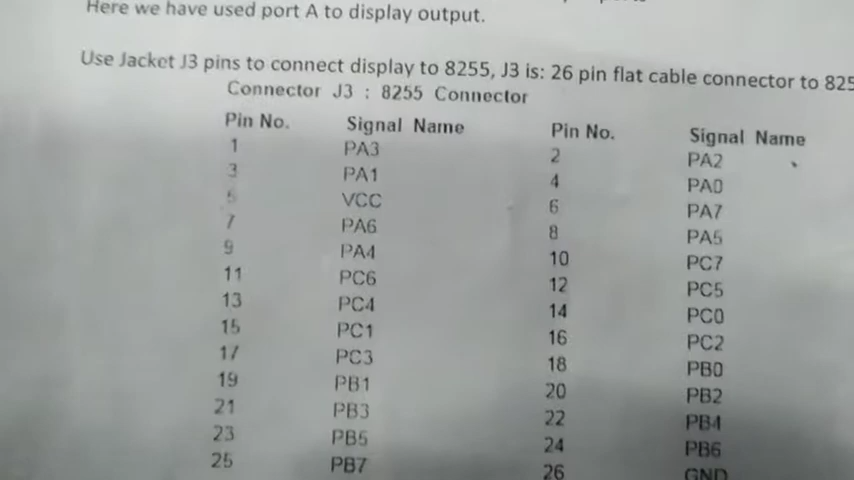 Here we have used port A to display output.
Use Jacket J3 pins to connect display to 8255, J3 is: 26 pin flat cable connector to 825
Connector J3 : 8255 Connector
Pin No. Signal Name Pin No. Signal Name
1 PA3 2 PA2
3 PA1 4 PA0
5 VCC 6 PA7
7 PA6 8 PA5
9 PA4 10 PC7
11 PC6 12 PC5
13 PC4 14 PC0
15 PC1 16 PC2
17 PC3 18 PB0
19 PB1 20 PB2
21 PB3 22 PB4
23 PB5 24 PB6
25 PB7 26 GND